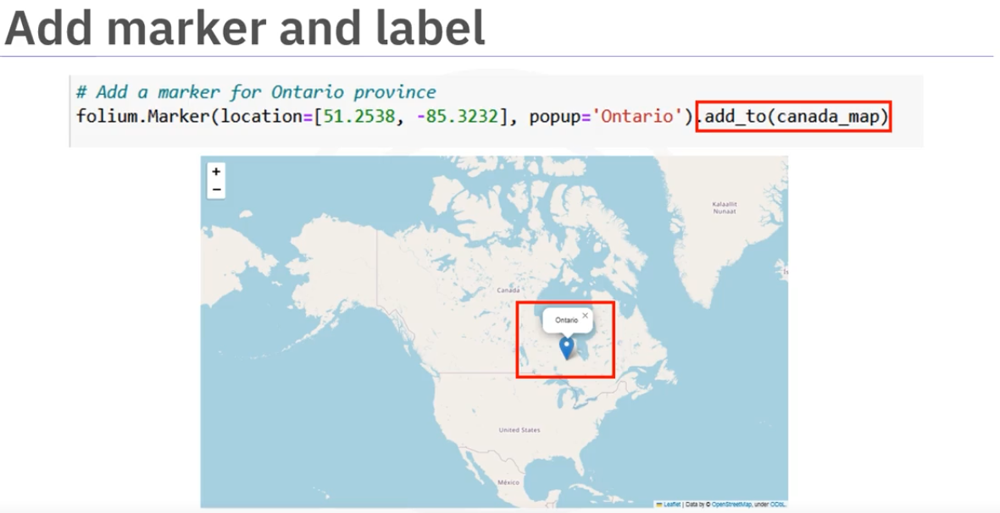 Add marker and label
# Add a marker for Ontario province
folium.Marker(location=[51.2538, -85.3232], popup='Ontario').add_to(canada_map)
+
−
Kalaallit
Nunaat
Canada
Ontario ×
United States
México
Leaflet | Data by © OpenStreetMap, under ODbL.